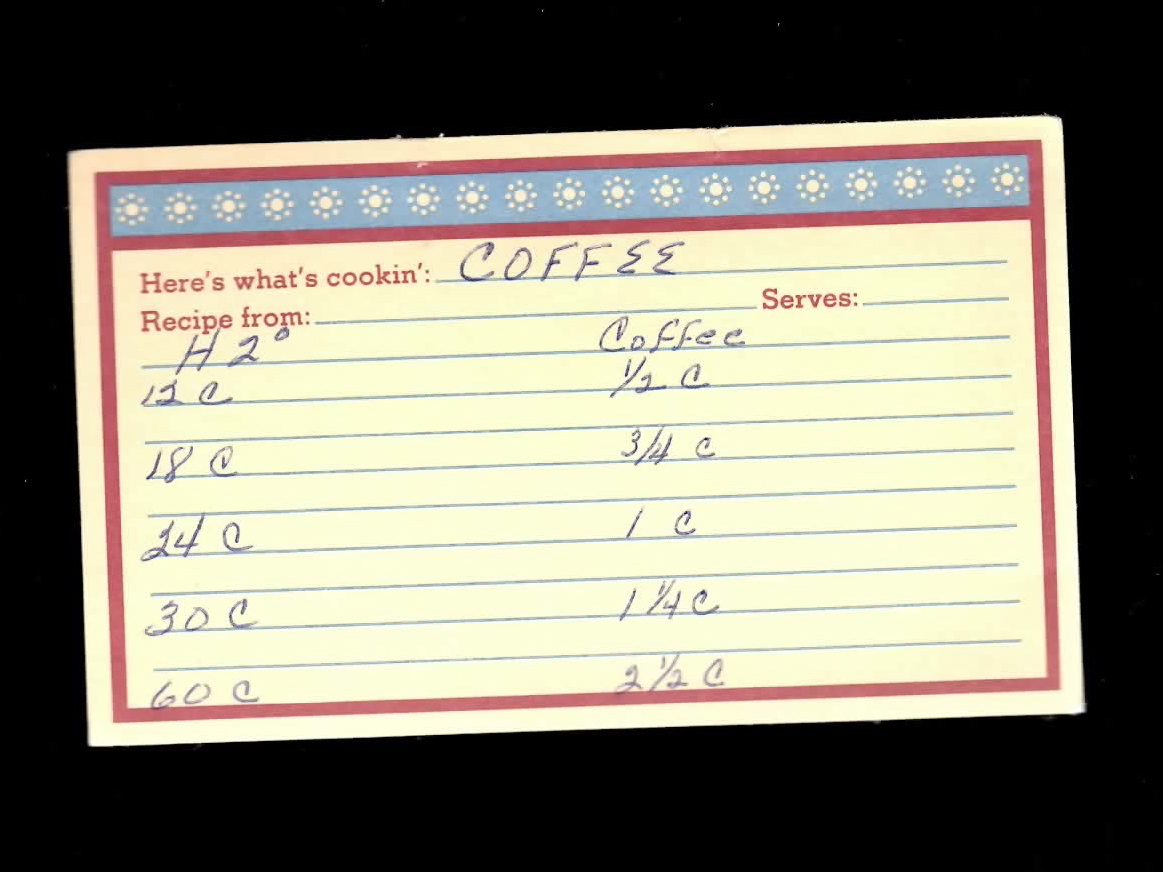 Here's what's cookin': COFFEE
Recipe from: Serves:
H2o Coffee
12 C 1/2 C
18 C 3/4 C
24 C 1 C
30 C 1 1/4 C
60 C 2 1/2 C